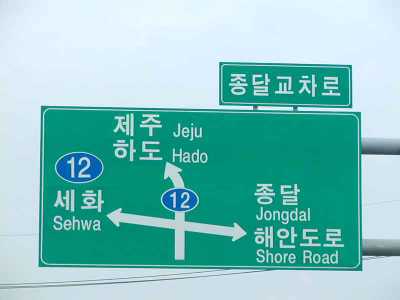 종달교차로
제주 Jeju
하도 Hado
12
세화
Sehwa
12
종달
Jongdal
해안도로
Shore Road